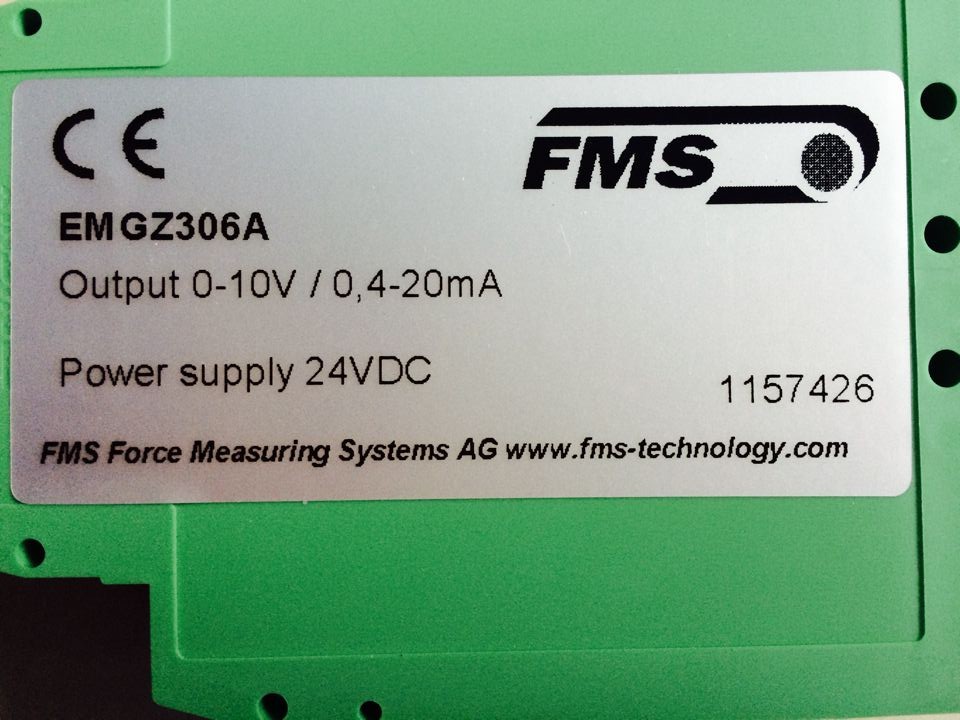 CE
FMS
EMGZ306A
Output 0-10V / 0,4-20mA
Power supply 24VDC
1157426
FMS Force Measuring Systems AG www.fms-technology.com